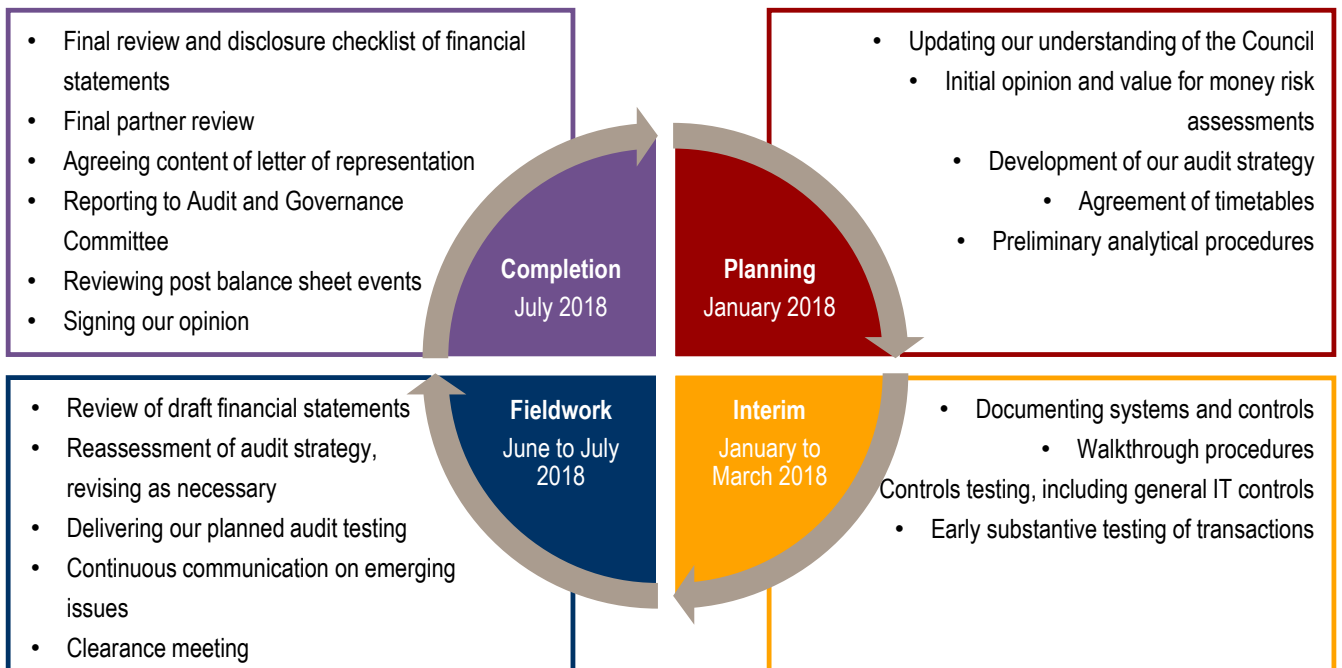 • Final review and disclosure checklist of financial
statements
• Final partner review
• Agreeing content of letter of representation
• Reporting to Audit and Governance
Committee
• Reviewing post balance sheet events
• Signing our opinion
Completion
July 2018
Planning
January 2018
• Updating our understanding of the Council
• Initial opinion and value for money risk
assessments
• Development of our audit strategy
• Agreement of timetables
• Preliminary analytical procedures
• Review of draft financial statements
• Reassessment of audit strategy,
revising as necessary
• Delivering our planned audit testing
• Continuous communication on emerging
issues
• Clearance meeting
Fieldwork
June to July
2018
Interim
January to
March 2018
• Documenting systems and controls
• Walkthrough procedures
Controls testing, including general IT controls
• Early substantive testing of transactions